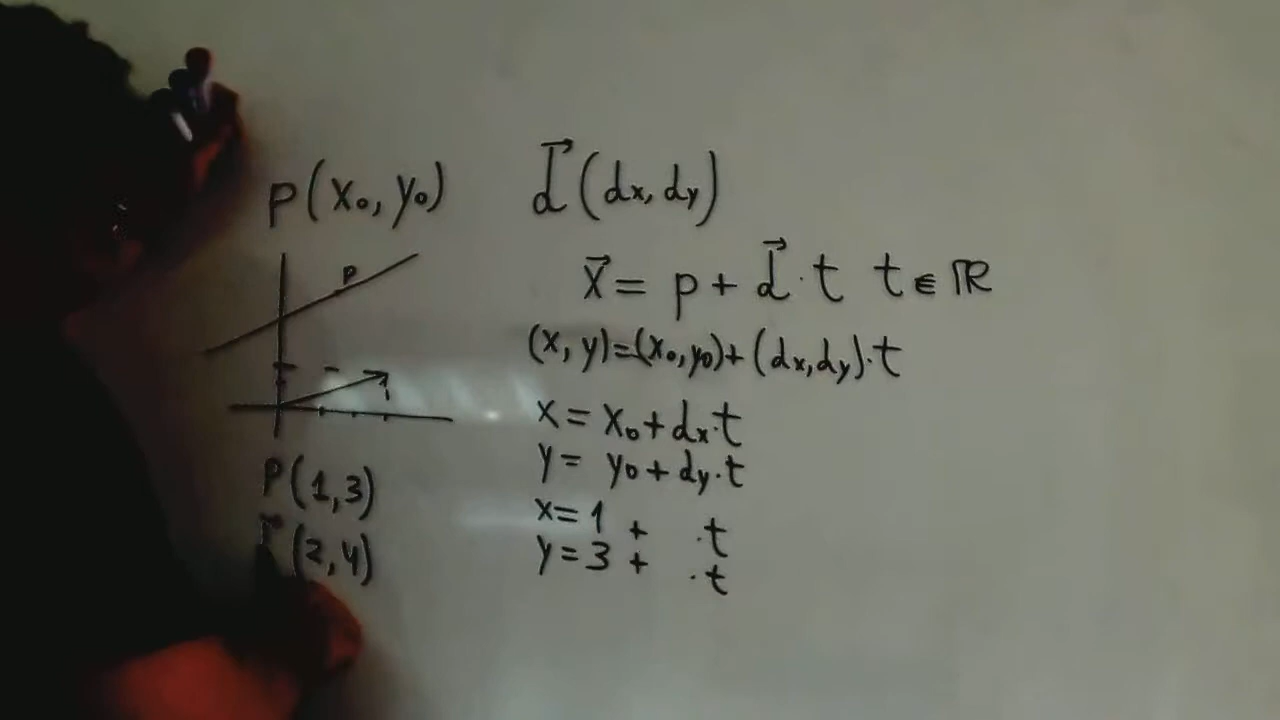 P(x₀, y₀) d⃗(dx, dy)
x⃗ = p + d⃗ · t t ∈ ℝ
P
(x, y) = (x₀, y₀) + (dx, dy) · t
x = x₀ + dx · t
y = y₀ + dy · t
P(1,3)
x = 1 + · t
(2,4)
y = 3 + · t